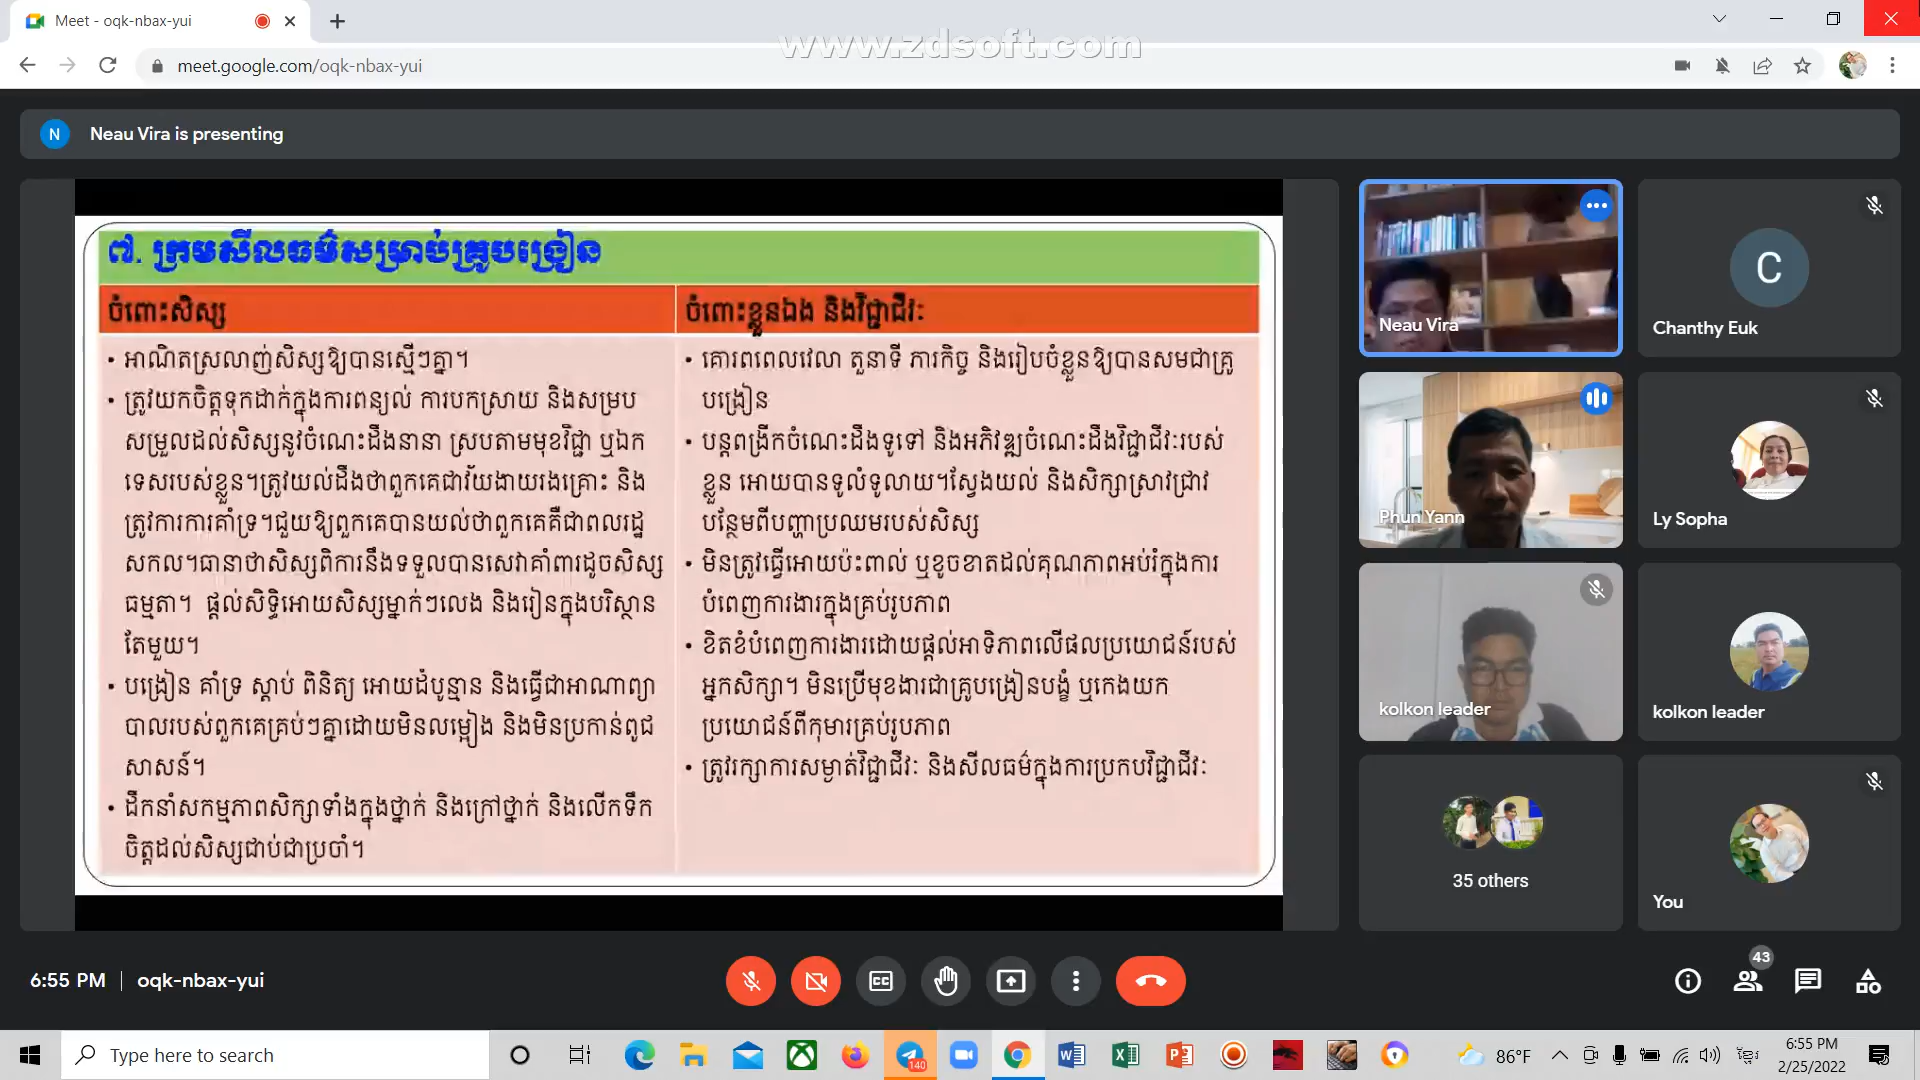 Meet - oqk-nbax-yui
www.zdsoft.com
meet.google.com/oqk-nbax-yui
N
Neau Vira is presenting
៧. ក្រមសីលធម៌សម្រាប់គ្រូបង្រៀន
ចំពោះសិស្ស
• អាណិតស្រលាញ់សិស្សឱ្យបានស្មើៗគ្នា។
• ត្រូវយកចិត្តទុកដាក់ក្នុងការពន្យល់ ការបកស្រាយ និងសម្រប
សម្រួលដល់សិស្សនូវចំណេះដឹងនានា ស្របតាមមុខវិជ្ជា ឬឯក
ទេសរបស់ខ្លួន។ត្រូវយល់ដឹងថាពួកគេជាវ័យងាយរងគ្រោះ និង
ត្រូវការការគាំទ្រ។ជួយឱ្យពួកគេបានយល់ថាពួកគេគឺជាពលរដ្ឋ
សកល។ធានាថាសិស្សពិការនឹងទទួលបានសេវាគាំពារដូចសិស្ស
ធម្មតា។ ផ្តល់សិទ្ធិអោយសិស្សម្នាក់ៗលេង និងរៀនក្នុងបរិស្ថាន
តែមួយ។
• បង្រៀន គាំទ្រ ស្តាប់ ពិនិត្យ អោយដំបូន្មាន និងធ្វើជាអាណាព្យា
បាលរបស់ពួកគេគ្រប់ៗគ្នាដោយមិនលម្អៀង និងមិនប្រកាន់ពូជ
សាសន៍។
• ដឹកនាំសកម្មភាពសិក្សាទាំងក្នុងថ្នាក់ និងក្រៅថ្នាក់ និងលើកទឹក
ចិត្តដល់សិស្សជាប់ជាប្រចាំ។
ចំពោះខ្លួនឯង និងវិជ្ជាជីវៈ
• គោរពពេលវេលា តួនាទី ភារកិច្ច និងរៀបចំខ្លួនឱ្យបានសមជាគ្រូ
បង្រៀន
• បន្តពង្រីកចំណេះដឹងទូទៅ និងអភិវឌ្ឍចំណេះដឹងវិជ្ជាជីវៈរបស់
ខ្លួន អោយបានទូលំទូលាយ។ស្វែងយល់ និងសិក្សាស្រាវជ្រាវ
បន្ថែមពីបញ្ហាប្រឈមរបស់សិស្ស
• មិនត្រូវធ្វើអោយប៉ះពាល់ ឬខូចខាតដល់គុណភាពអប់រំក្នុងការ
បំពេញការងារក្នុងគ្រប់រូបភាព
• ខិតខំបំពេញការងារដោយផ្តល់អាទិភាពលើផលប្រយោជន៍របស់
អ្នកសិក្សា។ មិនប្រើមុខងារជាគ្រូបង្រៀនបង្ខំ ឬកេងយក
ប្រយោជន៍ពីកុមារគ្រប់រូបភាព
• ត្រូវរក្សាការសម្ងាត់វិជ្ជាជីវៈ និងសីលធម៌ក្នុងការប្រកបវិជ្ជាជីវៈ
Neau Vira
C
Chanthy Euk
Phun Yann
Ly Sopha
kolkon leader
kolkon leader
35 others
You
6:55 PM | oqk-nbax-yui
43
Type here to search
140
86°F
ខ្មែរ
6:55 PM
2/25/2022